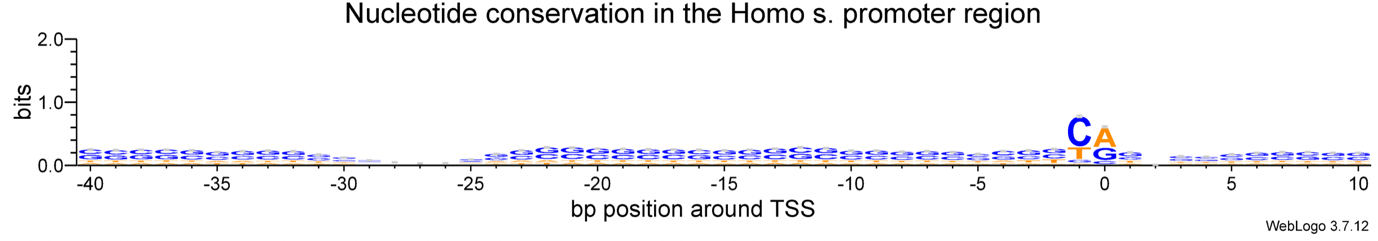 Nucleotide conservation in the Homo s. promoter region
2.0
bits
1.0
0.0
C A
T G
-40 -35 -30 -25 -20 -15 -10 -5 0 5 10
bp position around TSS
WebLogo 3.7.12